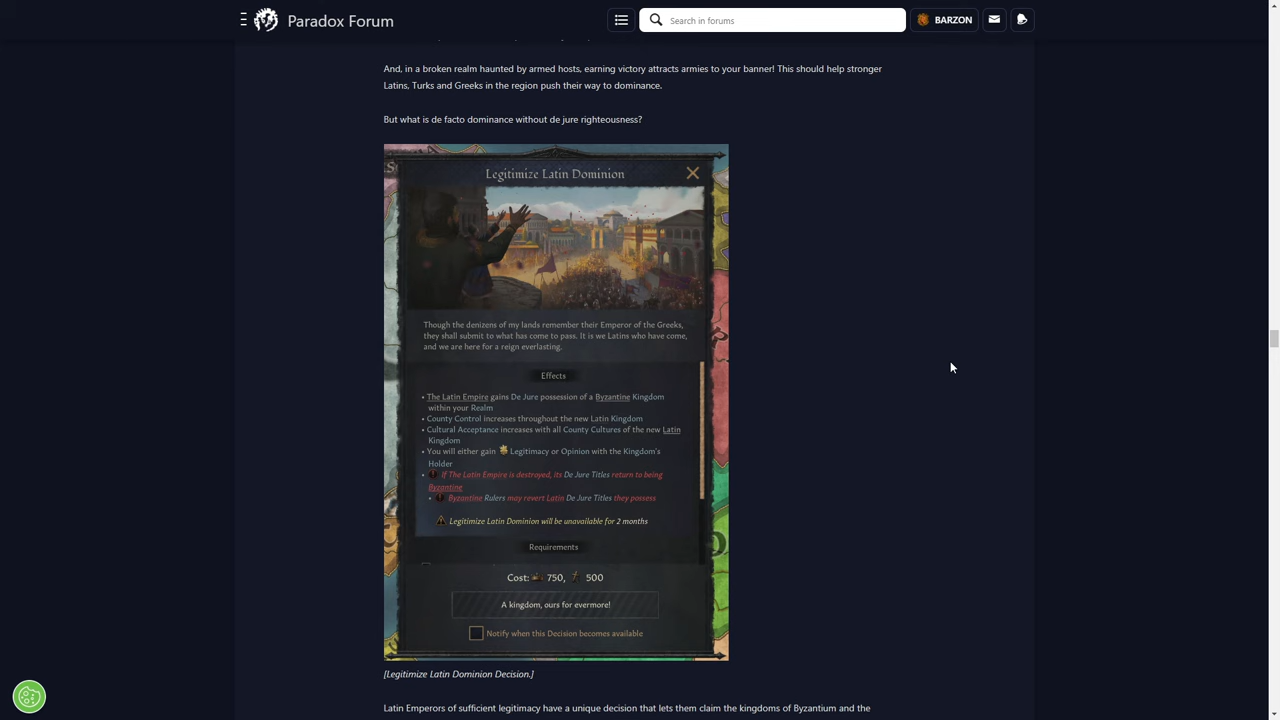 Paradox Forum
Search in forums
BARZON
And, in a broken realm haunted by armed hosts, earning victory attracts armies to your banner! This should help stronger
Latins, Turks and Greeks in the region push their way to dominance.
But what is de facto dominance without de jure righteousness?
Legitimize Latin Dominion
Though the denizens of my lands remember their Emperor of the Greeks,
they shall submit to what has come to pass. It is we Latins who have come,
and we are here for a reign everlasting.
Effects
• The Latin Empire gains De Jure possession of a Byzantine Kingdom
within your Realm
• County Control increases throughout the new Latin Kingdom
• Cultural Acceptance increases with all County Cultures of the new Latin
Kingdom
• You will either gain Legitimacy or Opinion with the Kingdom's
Holder
• If The Latin Empire is destroyed, its De Jure Titles return to being
Byzantine
• Byzantine Rulers may revert Latin De Jure Titles they possess
Legitimize Latin Dominion will be unavailable for 2 months
Requirements
Cost: 750, 500
A kingdom, ours for evermore!
Notify when this Decision becomes available
[Legitimize Latin Dominion Decision.]
Latin Emperors of sufficient legitimacy have a unique decision that lets them claim the kingdoms of Byzantium and the